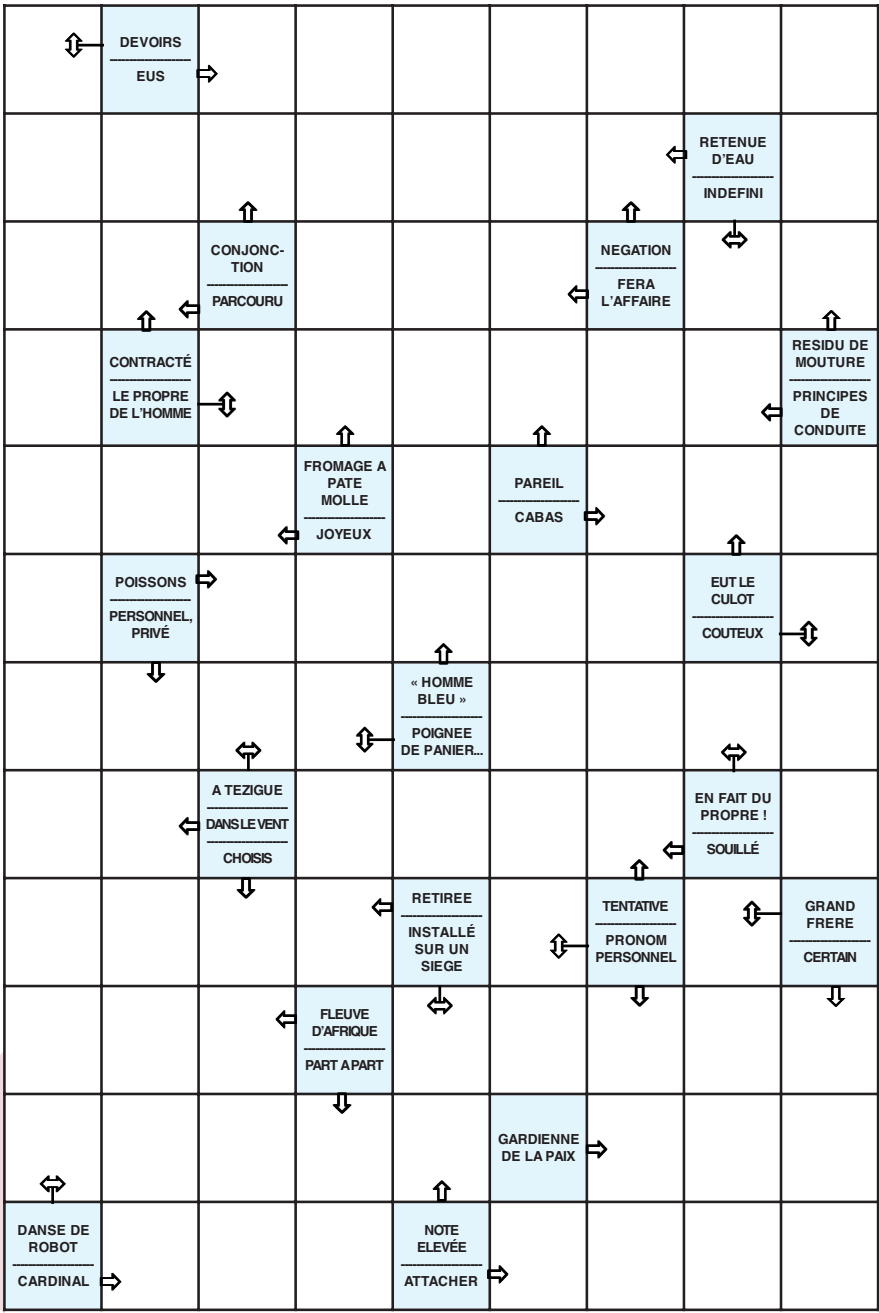 DEVOIRS
EUS
RETENUE
D'EAU
INDEFINI
CONJONC-
TION
PARCOURU
NEGATION
FERA
L'AFFAIRE
CONTRACTÉ
LE PROPRE
DE L'HOMME
RESIDU DE
MOUTURE
PRINCIPES
DE
CONDUITE
FROMAGE A
PATE
MOLLE
JOYEUX
PAREIL
CABAS
POISSONS
PERSONNEL,
PRIVÉ
EUT LE
CULOT
COUTEUX
« HOMME
BLEU »
POIGNEE
DE PANIER...
A TEZIGUE
DANS LE VENT
CHOISIS
EN FAIT DU
PROPRE !
SOUILLÉ
RETIREE
INSTALLÉ
SUR UN
SIEGE
TENTATIVE
PRONOM
PERSONNEL
GRAND
FRERE
CERTAIN
FLEUVE
D'AFRIQUE
PART A PART
GARDIENNE
DE LA PAIX
DANSE DE
ROBOT
CARDINAL
NOTE
ELEVÉE
ATTACHER